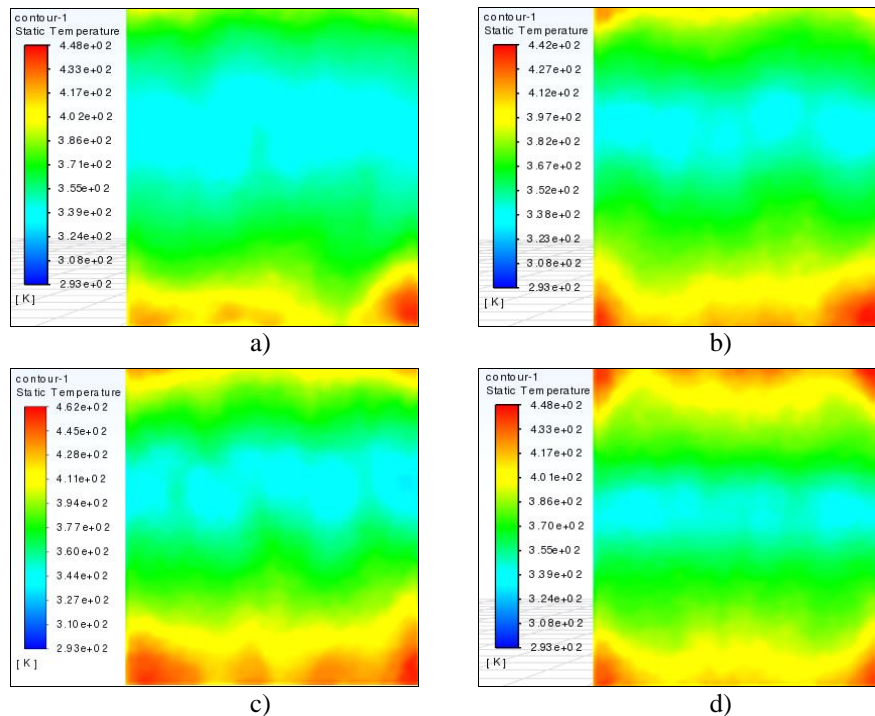 contour-1
Static Temperature
4.48e+02
4.33e+02
4.17e+02
4.02e+02
3.86e+02
3.71e+02
3.55e+02
3.39e+02
3.24e+02
3.08e+02
2.93e+02
[ K ]
a)
contour-1
Static Temperature
4.42e+02
4.27e+02
4.12e+02
3.97e+02
3.82e+02
3.67e+02
3.52e+02
3.38e+02
3.23e+02
3.08e+02
2.93e+02
[ K ]
b)
contour-1
Static Temperature
4.62e+02
4.45e+02
4.28e+02
4.11e+02
3.94e+02
3.77e+02
3.60e+02
3.44e+02
3.27e+02
3.10e+02
2.93e+02
[ K ]
c)
contour-1
Static Temperature
4.48e+02
4.33e+02
4.17e+02
4.01e+02
3.86e+02
3.70e+02
3.55e+02
3.39e+02
3.24e+02
3.08e+02
2.93e+02
[ K ]
d)